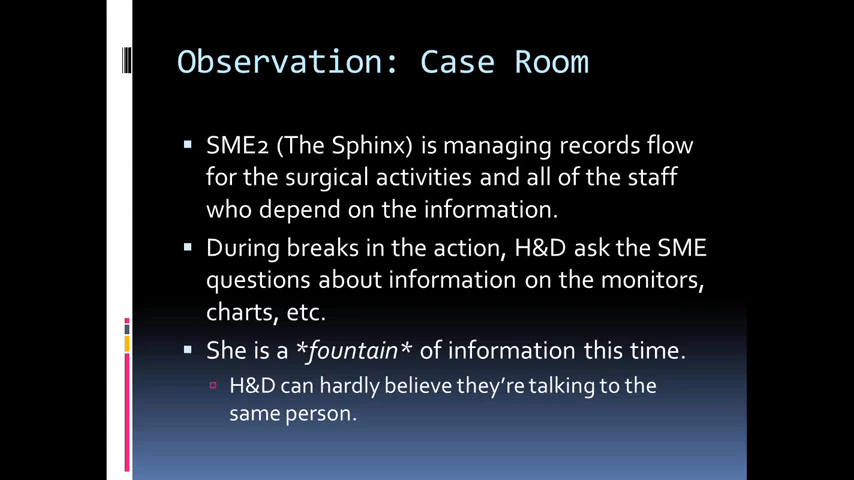 Observation: Case Room
SME2 (The Sphinx) is managing records flow
for the surgical activities and all of the staff
who depend on the information.
During breaks in the action, H&D ask the SME
questions about information on the monitors,
charts, etc.
She is a *fountain* of information this time.
H&D can hardly believe they're talking to the
same person.